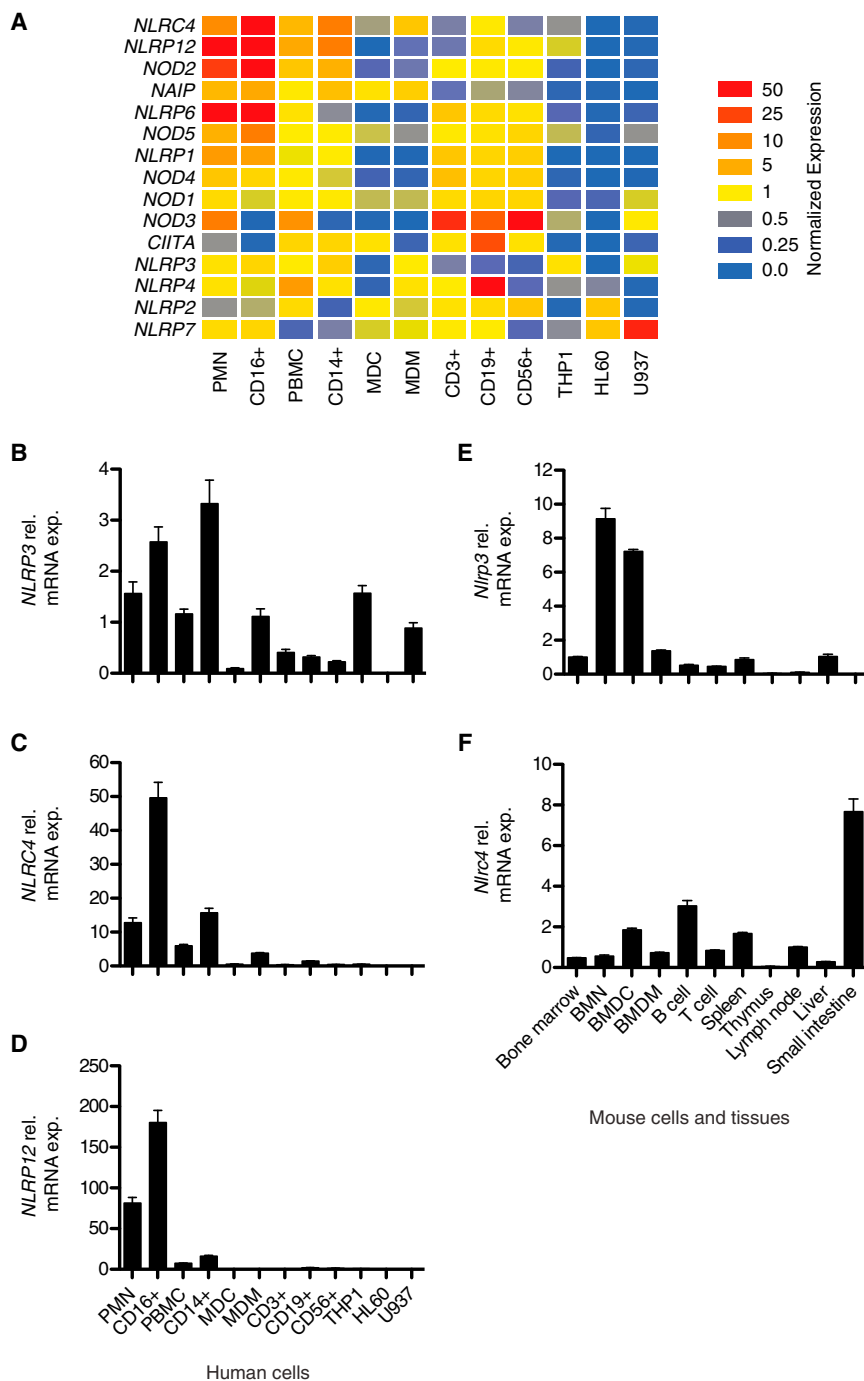 A
NLRC4
NLRP12
NOD2
NAIP
NLRP6
NOD5
NLRP1
NOD4
NOD1
NOD3
CIITA
NLRP3
NLRP4
NLRP2
NLRP7
PMN
CD16+
PBMC
CD14+
MDC
MDM
CD3+
CD19+
CD56+
THP1
HL60
U937
50
25
10
5
1
0.5
0.25
0.0
Normalized Expression
B
NLRP3 rel.
mRNA exp.
4
3
2
1
0
C
NLRC4 rel.
mRNA exp.
60
50
40
30
20
10
0
D
NLRP12 rel.
mRNA exp.
250
200
150
100
50
0
PMN
CD16+
PBMC
CD14+
MDC
MDM
CD3+
CD19+
CD56+
THP1
HL60
U937
Human cells
E
Nlrp3 rel.
mRNA exp.
12
10
8
6
4
2
0
F
Nlrc4 rel.
mRNA exp.
10
8
6
4
2
0
Bone marrow
BMN
BMDC
BMDM
B cell
T cell
Spleen
Thymus
Lymph node
Liver
Small intestine
Mouse cells and tissues